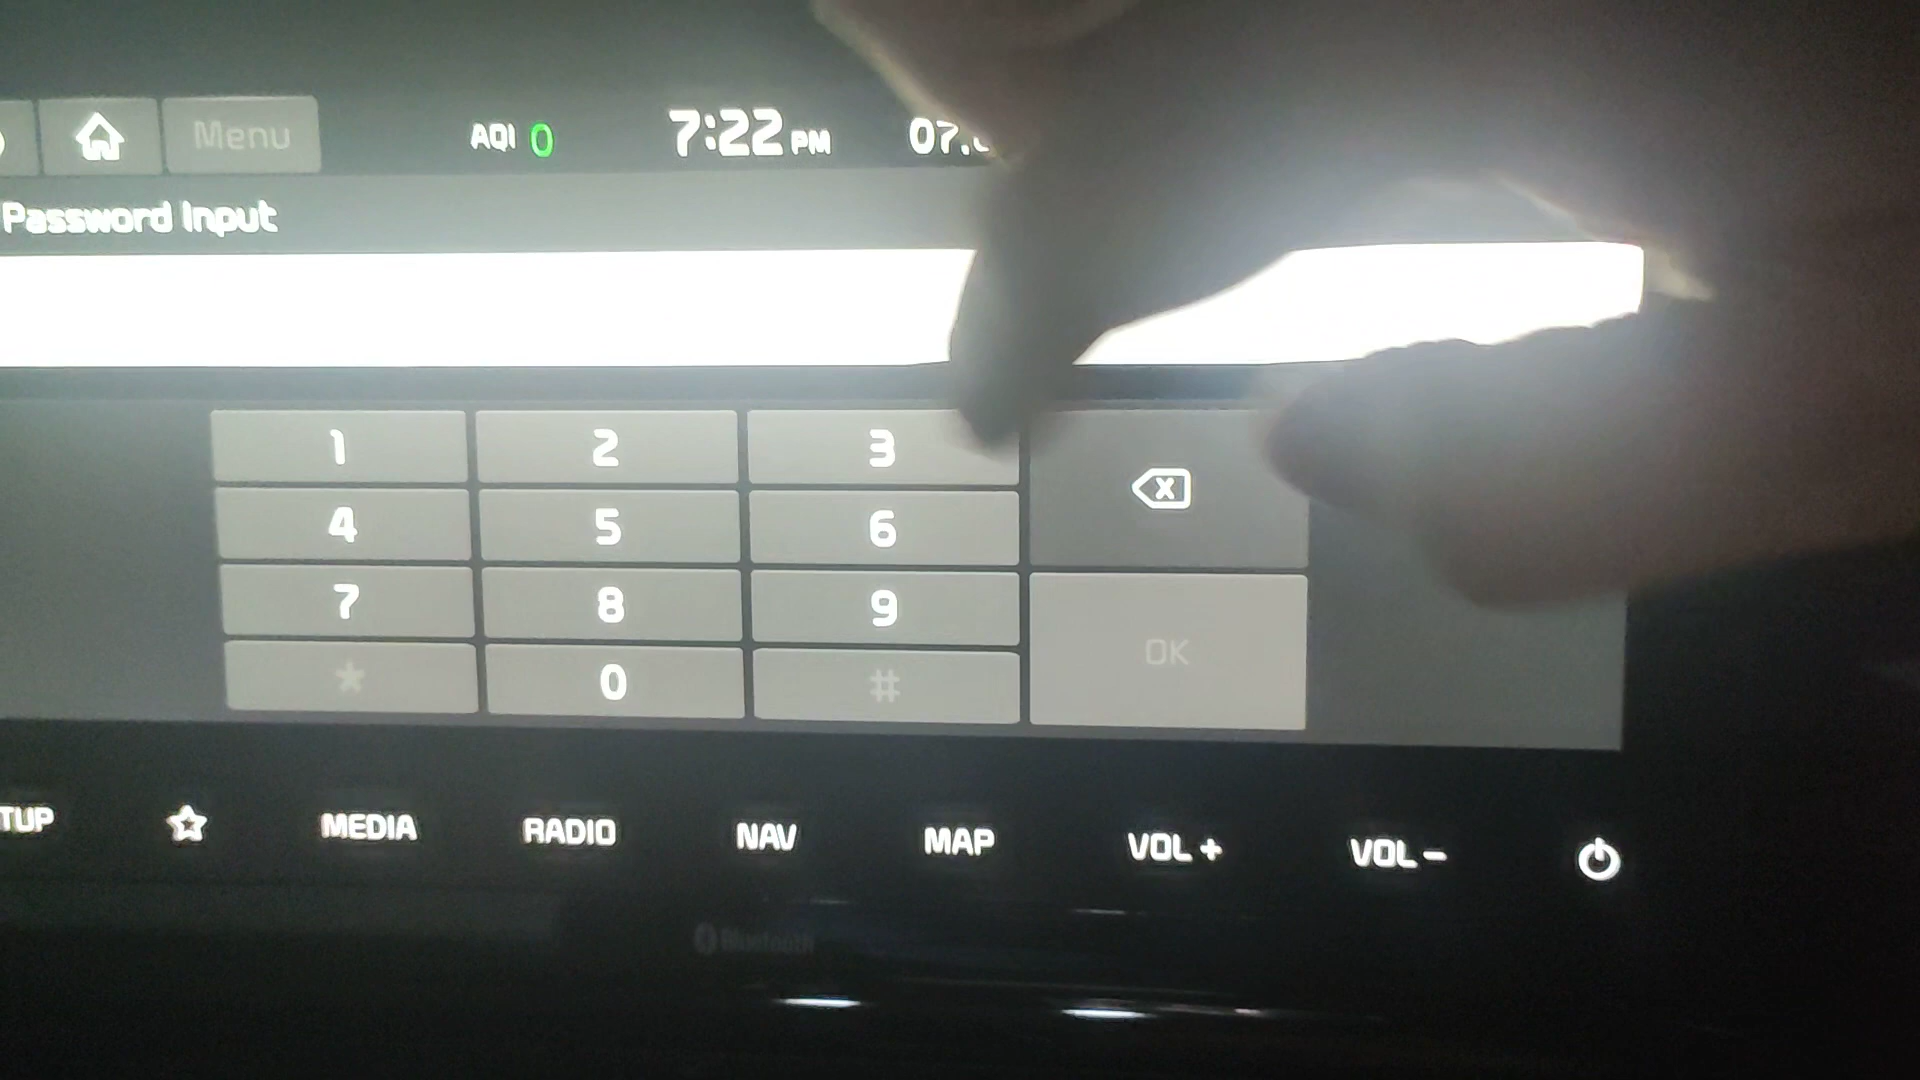 Menu AQI 0 7:22 PM
Password Input
1 2 3
4 5 6
7 8 9
* 0 #
OK
MEDIA RADIO NAV MAP VOL + VOL −
Bluetooth